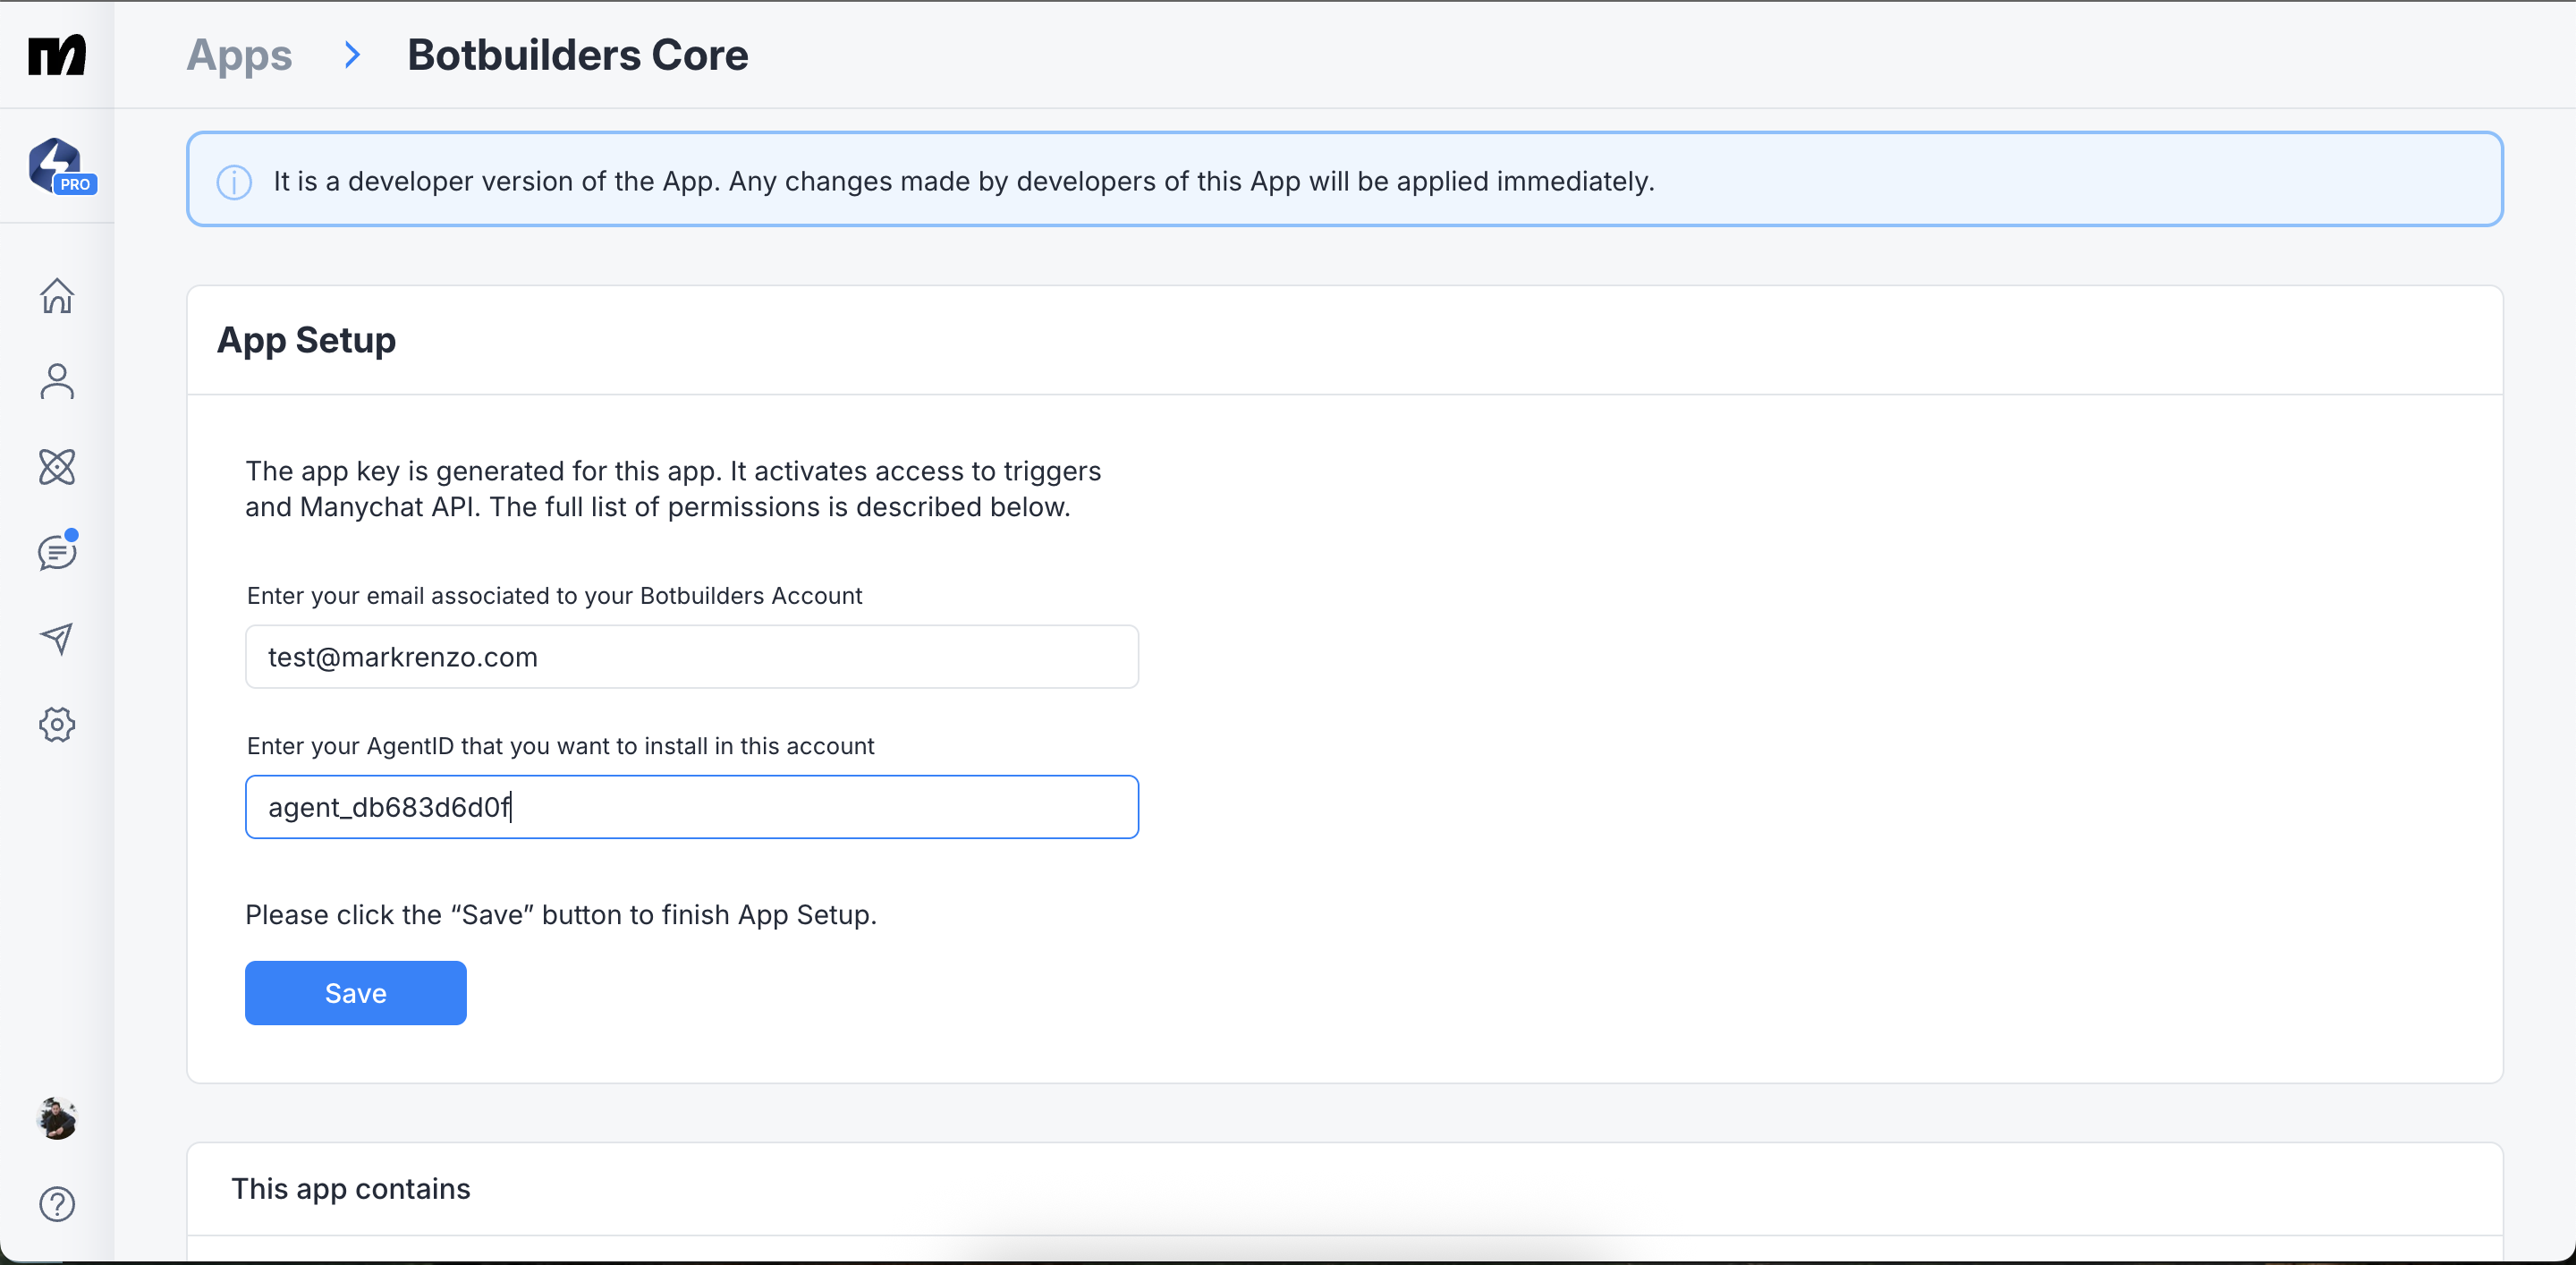 Apps > Botbuilders Core
PRO
It is a developer version of the App. Any changes made by developers of this App will be applied immediately.
App Setup
The app key is generated for this app. It activates access to triggers
and Manychat API. The full list of permissions is described below.
Enter your email associated to your Botbuilders Account
test@markrenzo.com
Enter your AgentID that you want to install in this account
agent_db683d6d0f
Please click the “Save” button to finish App Setup.
Save
This app contains